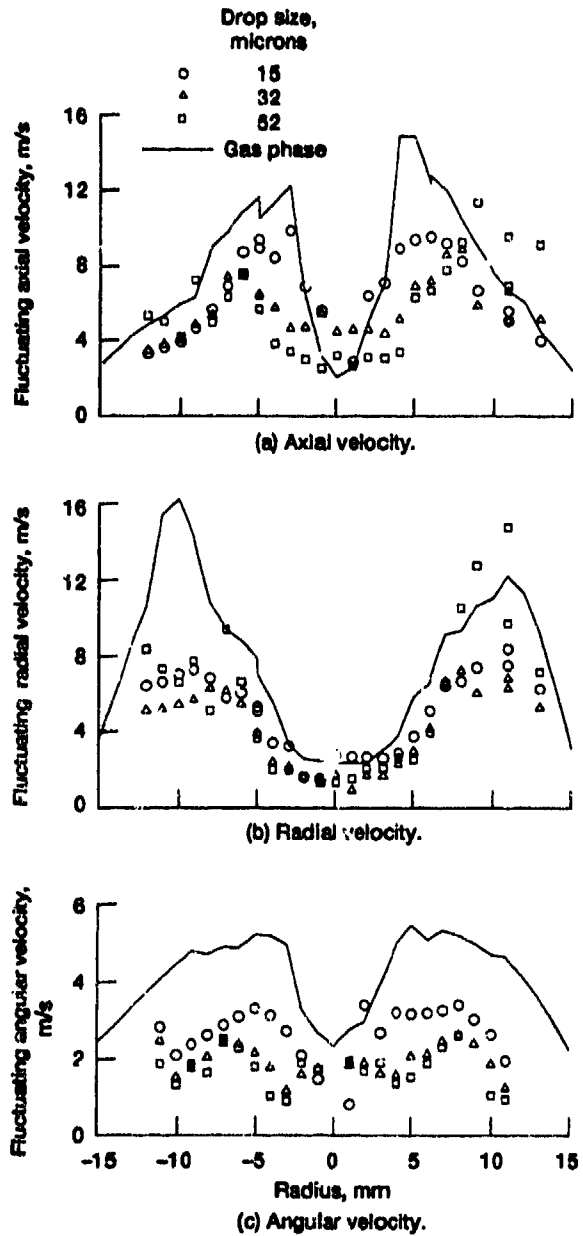 Drop size,
microns
15
32
52
Gas phase
16
12
8
4
0
Fluctuating axial velocity, m/s
(a) Axial velocity.
16
12
8
4
0
Fluctuating radial velocity, m/s
(b) Radial velocity.
6
4
2
0
Fluctuating angular velocity,
m/s
-15 -10 -5 0 5 10 15
Radius, mm
(c) Angular velocity.